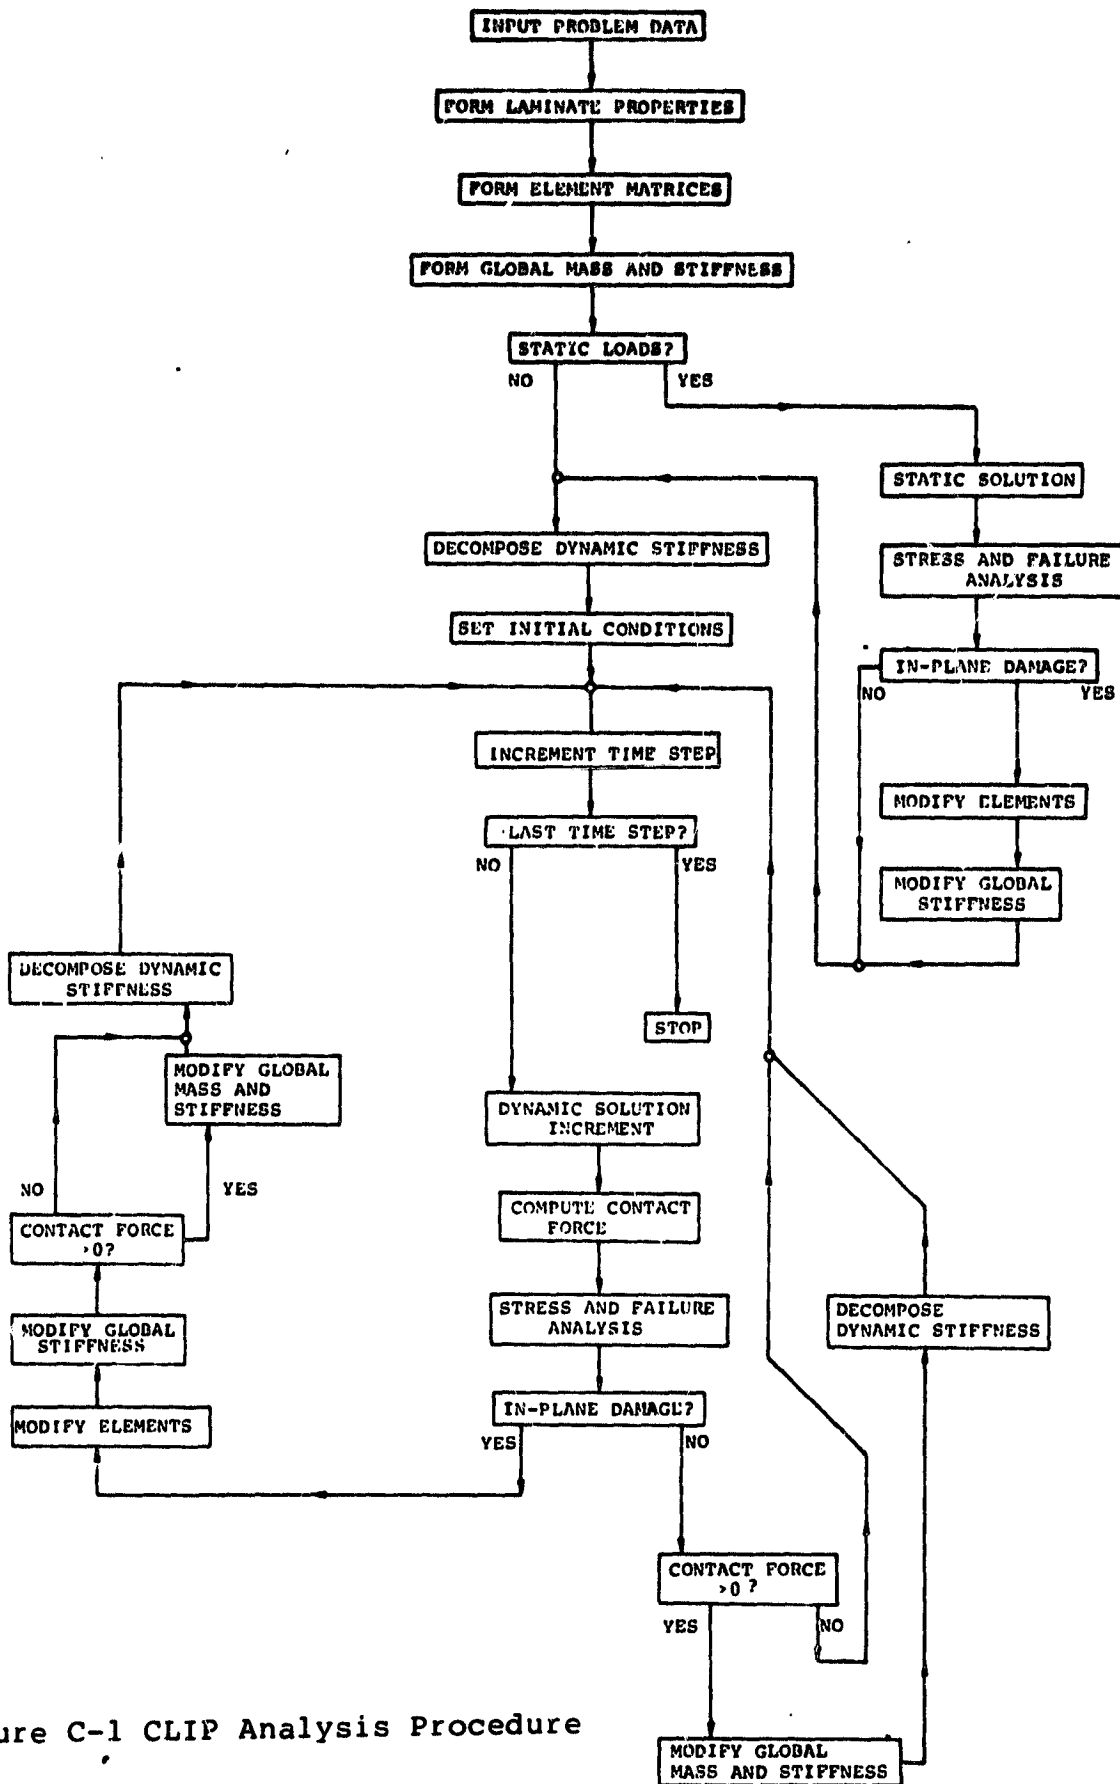 INPUT PROBLEM DATA
FORM LAMINATE PROPERTIES
FORM ELEMENT MATRICES
FORM GLOBAL MASS AND STIFFNESS
STATIC LOADS?
NO
YES
STATIC SOLUTION
STRESS AND FAILURE
ANALYSIS
IN-PLANE DAMAGE?
NO
YES
MODIFY ELEMENTS
MODIFY GLOBAL
STIFFNESS
DECOMPOSE DYNAMIC STIFFNESS
SET INITIAL CONDITIONS
INCREMENT TIME STEP
LAST TIME STEP?
NO
YES
STOP
DYNAMIC SOLUTION
INCREMENT
COMPUTE CONTACT
FORCE
STRESS AND FAILURE
ANALYSIS
IN-PLANE DAMAGE?
YES
NO
DECOMPOSE DYNAMIC
STIFFNESS
MODIFY GLOBAL
MASS AND
STIFFNESS
NO
YES
CONTACT FORCE
>0?
MODIFY GLOBAL
STIFFNESS
MODIFY ELEMENTS
DECOMPOSE
DYNAMIC STIFFNESS
CONTACT FORCE
>0?
YES
NO
MODIFY GLOBAL
MASS AND STIFFNESS
ure C-1 CLIP Analysis Procedure